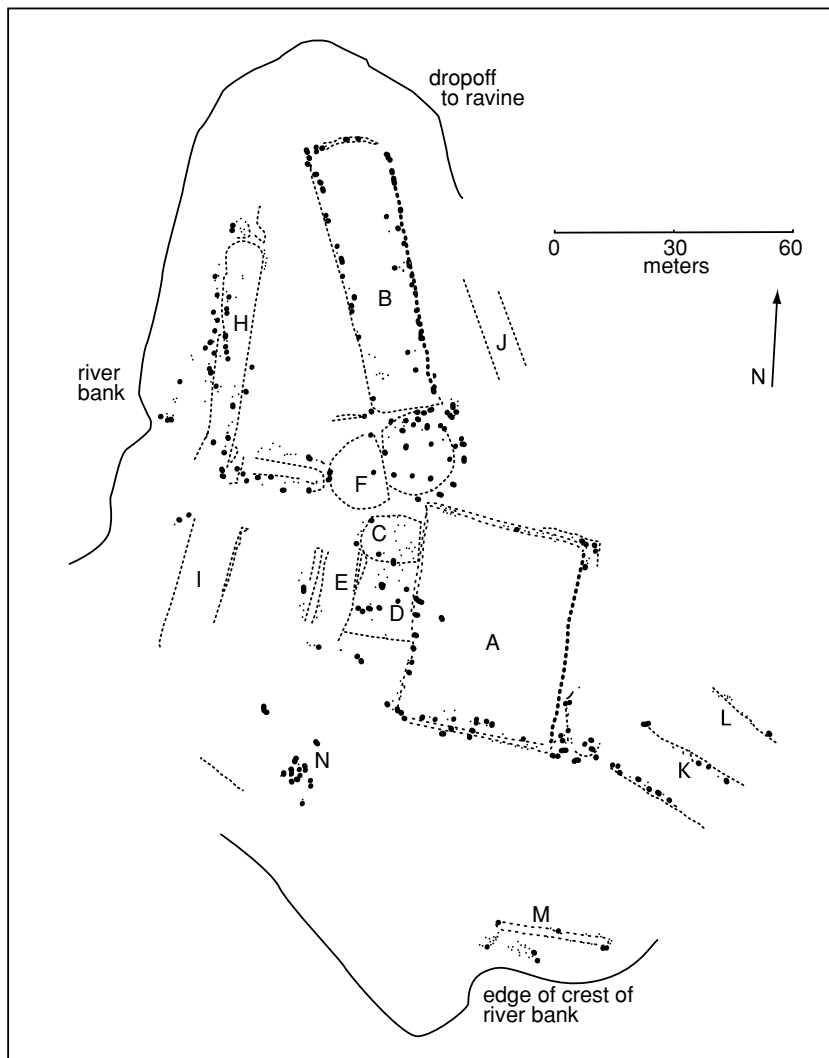 dropoff
to ravine
0 30 60
meters
B
H
J
N
river
bank
F
C
I
E
D
A
L
K
N
M
edge of crest of
river bank